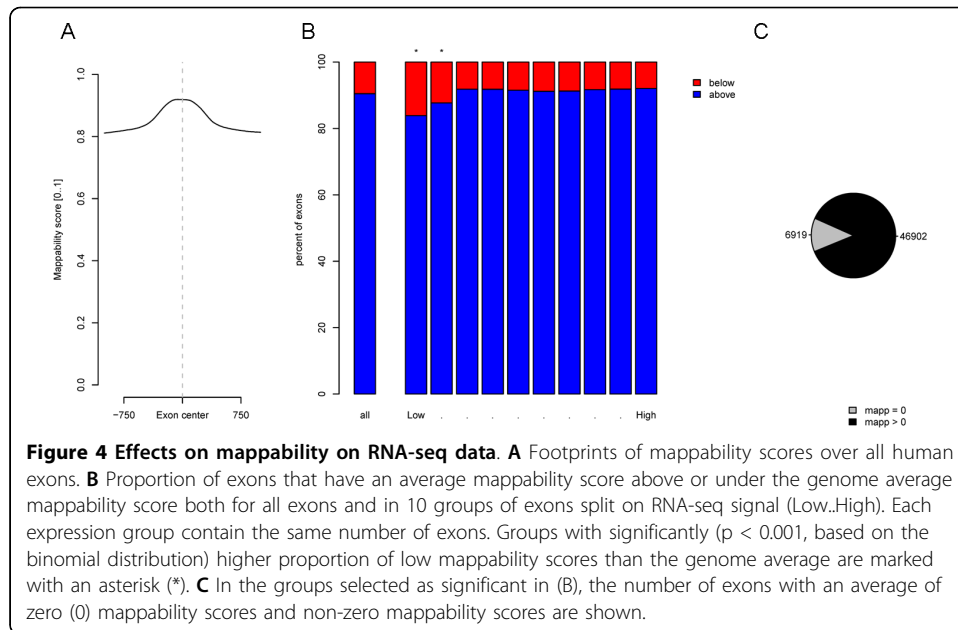 A
B
C
Mappability score [0..1]
1.0
0.8
0.6
0.4
0.2
0.0
−750
Exon center
750
percent of exons
100
80
60
40
20
0
* *
all
Low
. . . . . . . .
High
below
above
6919
46902
mapp = 0
mapp > 0
Figure 4 Effects on mappability on RNA-seq data. A Footprints of mappability scores over all human
exons. B Proportion of exons that have an average mappability score above or under the genome average
mappability score both for all exons and in 10 groups of exons split on RNA-seq signal (Low..High). Each
expression group contain the same number of exons. Groups with significantly (p < 0.001, based on the
binomial distribution) higher proportion of low mappability scores than the genome average are marked
with an asterisk (*). C In the groups selected as significant in (B), the number of exons with an average of
zero (0) mappability scores and non-zero mappability scores are shown.